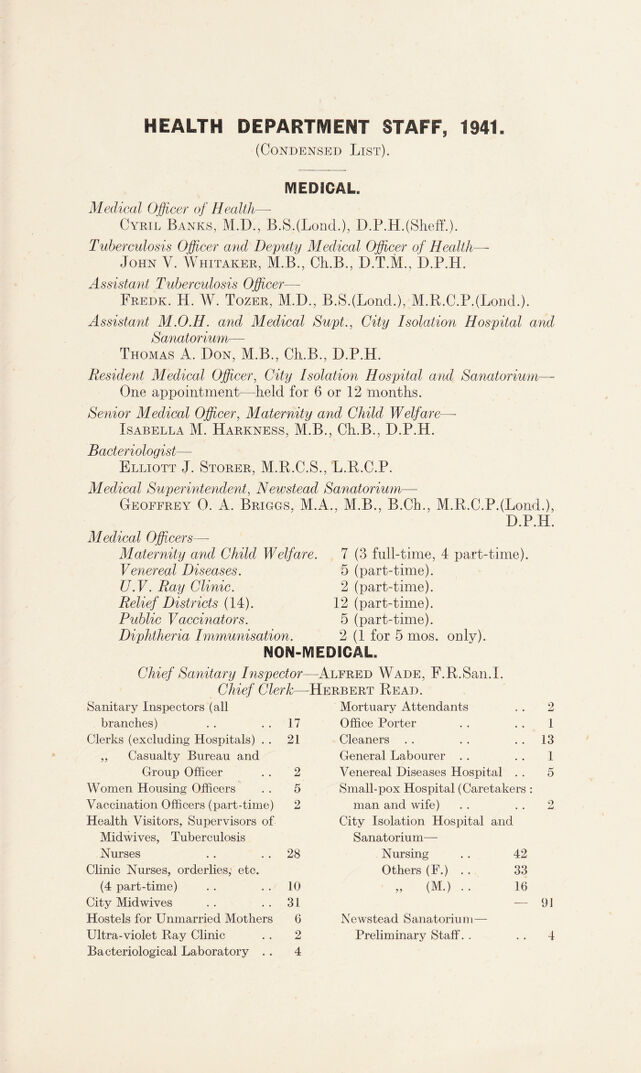 HEALTH DEPARTMENT STAFF, 1941.
(Condensed List).
MEDICAL.
Medical Officer of Health—
Cyril Banks, M.D., B.S.(Lond.), D.P.H.(Sheff.).
Tuberculosis Officer and Deputy Medical Officer of Health—
John V. Whitaker, M.B., Ch.B., D.T.M., D.P.H.
Assistant Tuberculosis Officer—
Fredk. H. W. Tozer, M.D., B.S.(Lond.), M.R.C.P.(Lond.).
Assistant M.O.H. and Medical Supt., City Isolation Hospital and
Sanatorium—
Thomas A. Don, M.B., Ch.B., D.P.H.
Resident Medical Officer, City Isolation Hospital and Sanatorium—
One appointment—held for 6 or 12 months.
Senior Medical Officer, Maternity and Child Welfare—
Isabella M. Harkness, M.B., Ch.B., D.P.H.
Bacteriologist—
Elliott J. Storer, M.R.C.S., L.R.C.P.
Medical Superintendent, Newstead Sanatorium—
Geoffrey O. A. Briggs, M.A., M.B., B.Ch., M.R.C.P.(Lond.),
D.P.H.
Medical Officers—
Maternity and Child Welfare. 7 (3 full-time, 4 part-time).
Venereal Diseases. 5 (part-time).
U.V. Ray Clinic. 2 (part-time).
Relief Districts (14). 12 (part-time).
Public Vaccinators. 5 (part-time).
Diphtheria Immunisation. 2 (1 for 5 mos. only).
NON-MEDICAL.
Chief Sanitary Inspector—Alfred Wade, F.R.San.I.
Chief Clerk—Herbert Read.
Sanitary Inspectors (all
branches) .. .. 17
Clerks (excluding Hospitals) .. 21
,, Casualty Bureau and
Group Officer .. 2
Women Housing Officers .. 5
Vaccination Officers (part-time) 2
Health Visitors, Supervisors of
Midwives, Tuberculosis
Nurses .. .. 28
Clinic Nurses, orderlies, etc.
(4 part-time) .. .. 10
City Midwives .. .. 31
Hostels for Unmarried Mothers 6
Ultra-violet Ray Clinic .. 2
Bacteriological Laboratory .. 4
Mortuary Attendants .. 2
Office Porter .. .. 1
Cleaners .. .. .. 13
General Labourer .. .. 1
Venereal Diseases Hospital .. 5
Small-pox Hospital (Caretakers :
man and wife) .. .. 2
City Isolation Hospital and
Sanatorium—
Nursing .. 42
Others (F.) .. 33
,, (M.) .. 16
— 91
Newstead Sanatorium—
Preliminary Staff.. .. 4